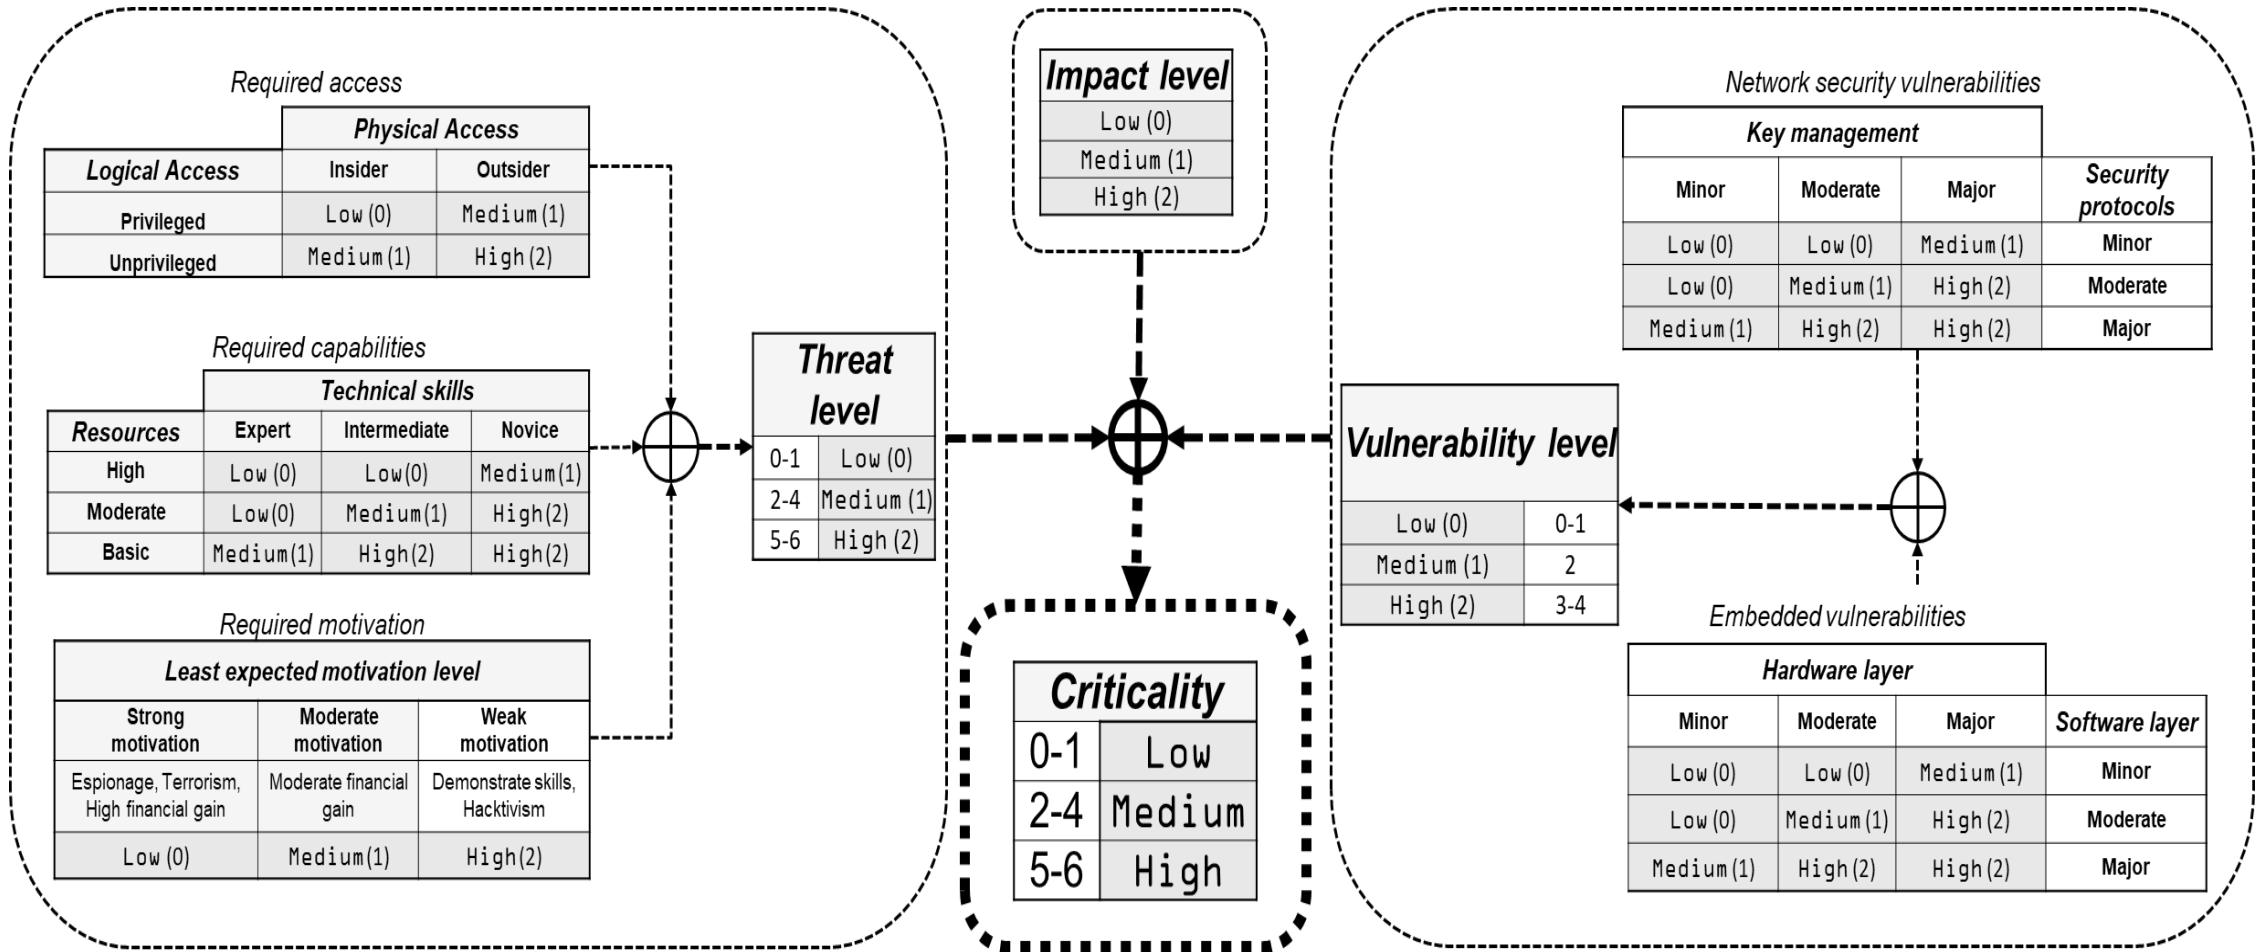 Required access
Physical Access
Logical Access Insider Outsider
Privileged Low (0) Medium (1)
Unprivileged Medium (1) High (2)
Required capabilities
Technical skills
Resources Expert Intermediate Novice
High Low (0) Low(0) Medium(1)
Moderate Low(0) Medium(1) High(2)
Basic Medium(1) High(2) High(2)
Required motivation
Least expected motivation level
Strong Moderate Weak
motivation motivation motivation
Espionage, Terrorism, Moderate financial Demonstrate skills,
High financial gain gain Hacktivism
Low (0) Medium(1) High(2)
Threat
level
0-1 Low (0)
2-4 Medium (1)
5-6 High (2)
Impact level
Low (0)
Medium (1)
High (2)
Criticality
0-1 Low
2-4 Medium
5-6 High
Vulnerability level
Low (0) 0-1
Medium (1) 2
High (2) 3-4
Network security vulnerabilities
Key management
Minor Moderate Major Security
protocols
Low (0) Low (0) Medium (1) Minor
Low (0) Medium (1) High (2) Moderate
Medium (1) High (2) High (2) Major
Embedded vulnerabilities
Hardware layer
Minor Moderate Major Software layer
Low (0) Low (0) Medium (1) Minor
Low (0) Medium (1) High (2) Moderate
Medium (1) High (2) High (2) Major